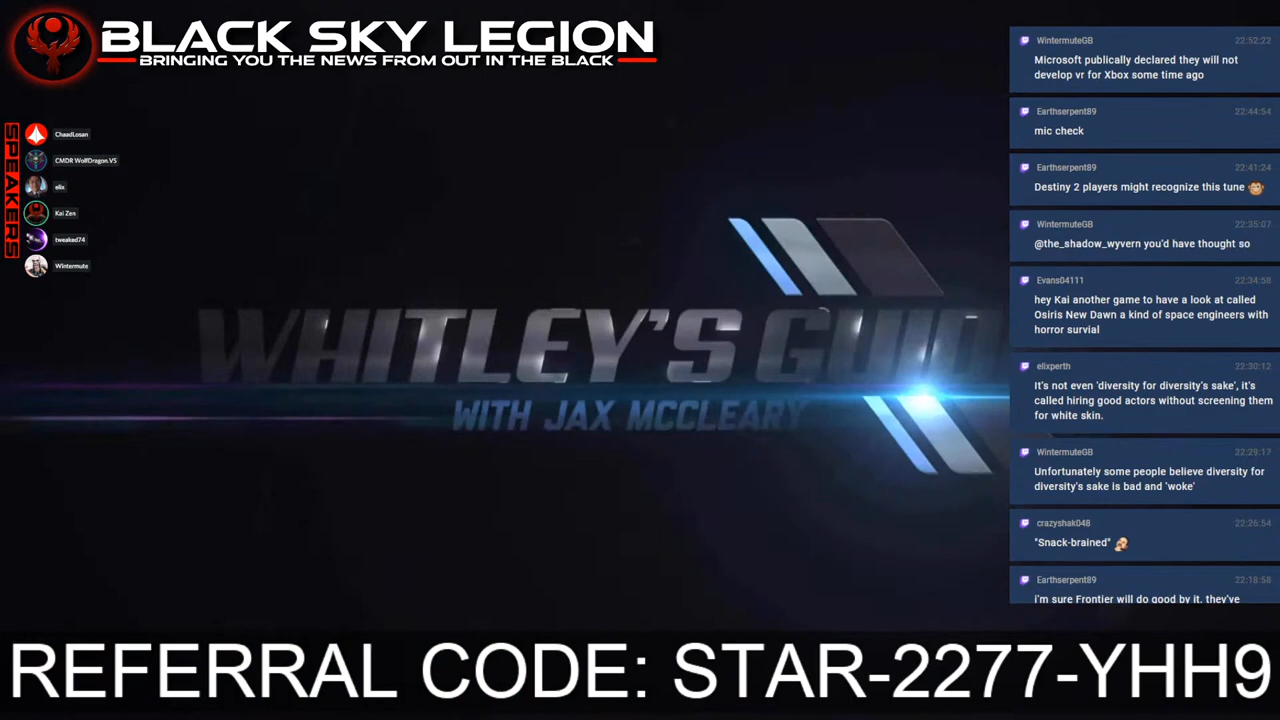 BLACK SKY LEGION
BRINGING YOU THE NEWS FROM OUT IN THE BLACK
SPEAKERS
ChaadLosan
CMDR WolfDragon.VS
elix
Kai Zen
tweaked74
Wintermute
WHITLEY'S GUID
WITH JAX MCCLEARY
WintermuteGB 22:52:22
Microsoft publically declared they will not
develop vr for Xbox some time ago
Earthserpent89 22:44:54
mic check
Earthserpent89 22:41:24
Destiny 2 players might recognize this tune
WintermuteGB 22:35:07
@the_shadow_wyvern you'd have thought so
Evans04111 22:34:58
hey Kai another game to have a look at called
Osiris New Dawn a kind of space engineers with
horror survial
elixperth 22:30:12
It's not even 'diversity for diversity's sake', it's
called hiring good actors without screening them
for white skin.
WintermuteGB 22:29:17
Unfortunately some people believe diversity for
diversity's sake is bad and 'woke'
crazyshak048 22:26:54
"Snack-brained"
Earthserpent89 22:18:58
i'm sure Frontier will do good by it. they've
REFERRAL CODE: STAR-2277-YHH9